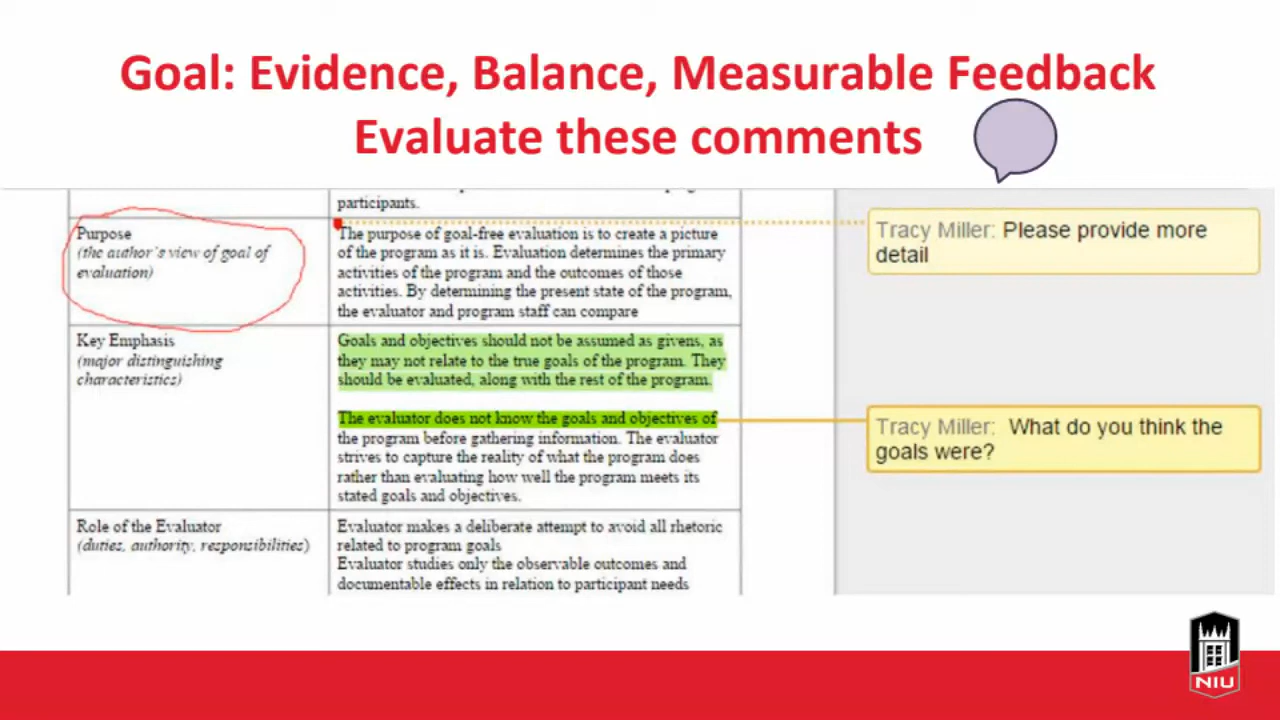 Goal: Evidence, Balance, Measurable Feedback
Evaluate these comments
participants.
Purpose
(the author's view of goal of
evaluation)
The purpose of goal-free evaluation is to create a picture
of the program as it is. Evaluation determines the primary
activities of the program and the outcomes of those
activities. By determining the present state of the program,
the evaluator and program staff can compare
Tracy Miller: Please provide more
detail
Key Emphasis
(major distinguishing
characteristics)
Goals and objectives should not be assumed as givens, as
they may not relate to the true goals of the program. They
should be evaluated, along with the rest of the program.
The evaluator does not know the goals and objectives of
the program before gathering information. The evaluator
strives to capture the reality of what the program does
rather than evaluating how well the program meets its
stated goals and objectives.
Tracy Miller: What do you think the
goals were?
Role of the Evaluator
(duties, authority, responsibilities)
Evaluator makes a deliberate attempt to avoid all rhetoric
related to program goals
Evaluator studies only the observable outcomes and
documentable effects in relation to participant needs
NIU